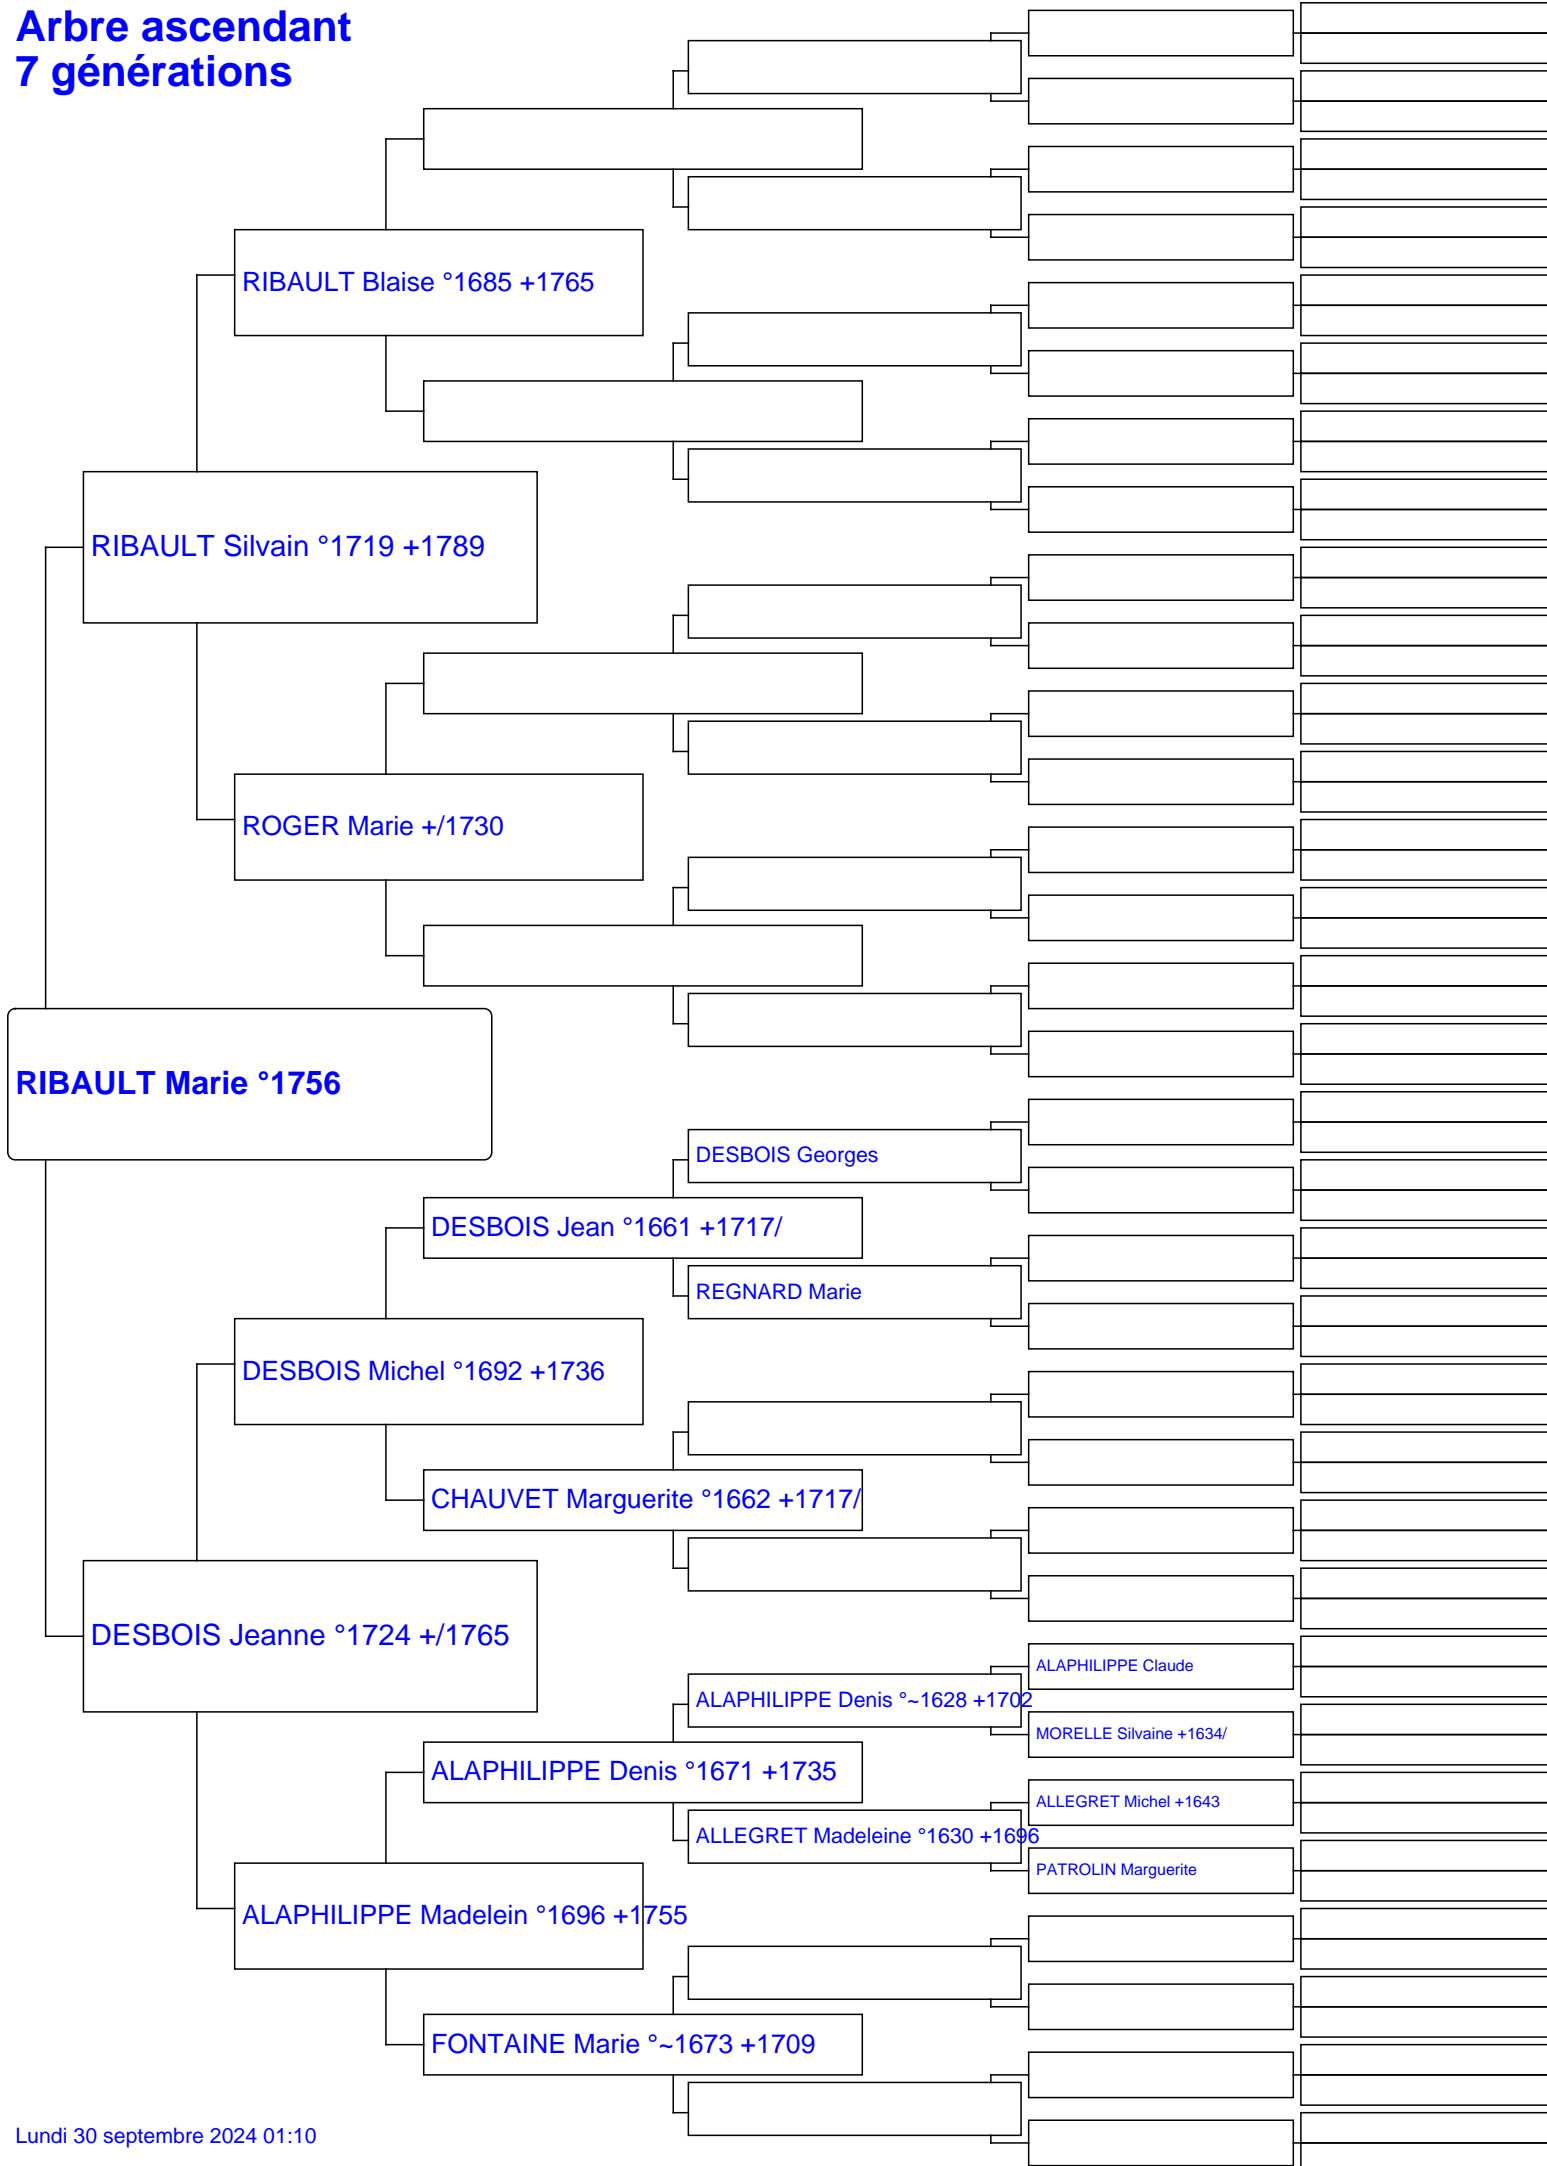 Arbre ascendant
7 générations
RIBAULT Blaise °1685 +1765
RIBAULT Silvain °1719 +1789
ROGER Marie +/1730
RIBAULT Marie °1756
DESBOIS Georges
DESBOIS Jean °1661 +1717/
REGNARD Marie
DESBOIS Michel °1692 +1736
CHAUVET Marguerite °1662 +1717/
DESBOIS Jeanne °1724 +/1765
ALAPHILIPPE Claude
ALAPHILIPPE Denis °~1628 +1702
MORELLE Silvaine +1634/
ALAPHILIPPE Denis °1671 +1735
ALLEGRET Michel +1643
ALLEGRET Madeleine °1630 +1696
PATROLIN Marguerite
ALAPHILIPPE Madelein °1696 +1755
FONTAINE Marie °~1673 +1709
Lundi 30 septembre 2024 01:10